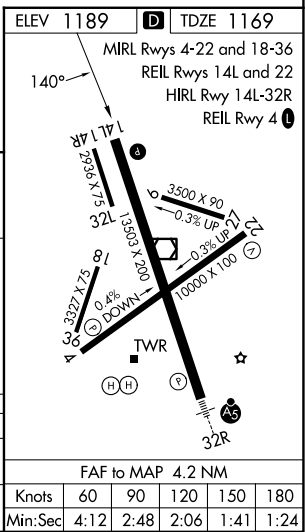 ELEV 1189 D TDZE 1169
MIRL Rwys 4-22 and 18-36
REIL Rwys 14L and 22
HIRL Rwy 14L-32R
REIL Rwy 4 L
140°
14L
14R
P
2936 X 75
32L
9
3500 X 90
0.3% UP
27
22
V
13503 X 200
0.3% UP
18
3327 X 75
0.4%
DOWN
10000 X 100
P
36
4
TWR
H H
P
A5
32R
FAF to MAP 4.2 NM
Knots 60 90 120 150 180
Min:Sec 4:12 2:48 2:06 1:41 1:24